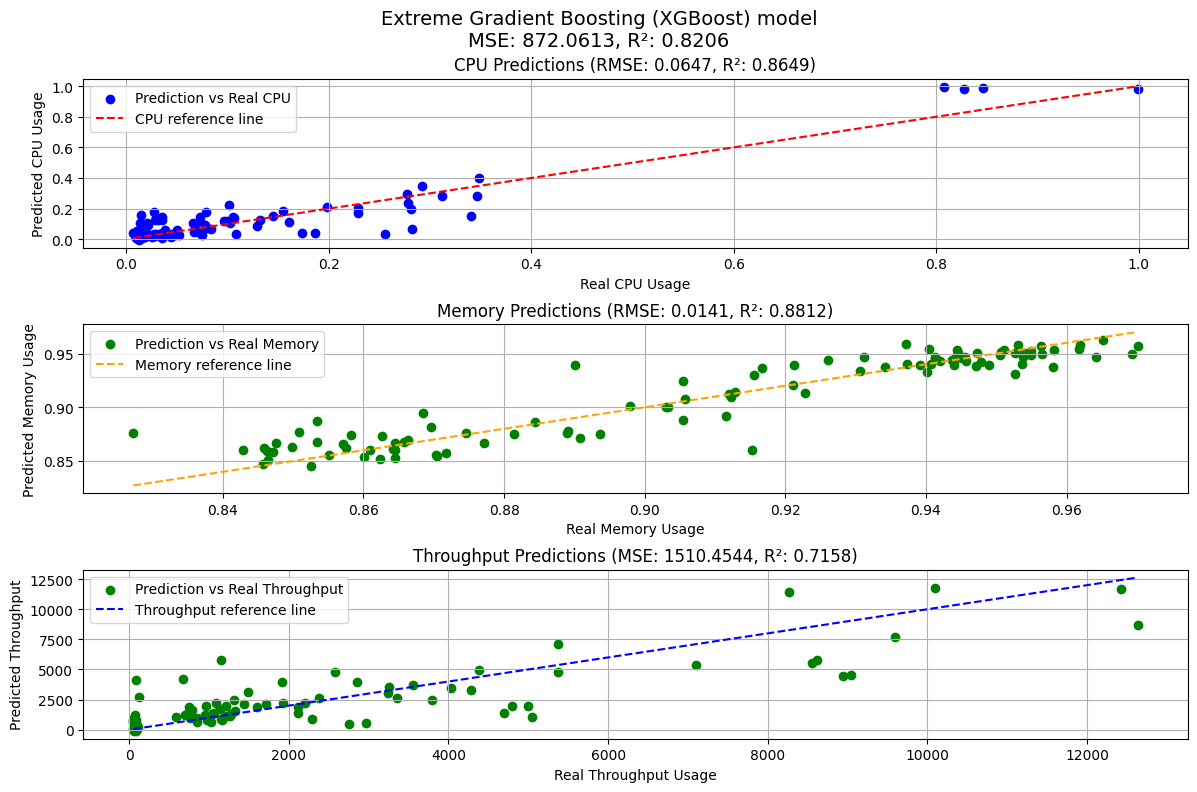 Extreme Gradient Boosting (XGBoost) model
MSE: 872.0613, R²: 0.8206
CPU Predictions (RMSE: 0.0647, R²: 0.8649)
Prediction vs Real CPU
CPU reference line
Predicted CPU Usage
1.0
0.8
0.6
0.4
0.2
0.0
0.0 0.2 0.4 0.6 0.8 1.0
Real CPU Usage
Memory Predictions (RMSE: 0.0141, R²: 0.8812)
Prediction vs Real Memory
Memory reference line
Predicted Memory Usage
0.95
0.90
0.85
0.84 0.86 0.88 0.90 0.92 0.94 0.96
Real Memory Usage
Throughput Predictions (MSE: 1510.4544, R²: 0.7158)
Prediction vs Real Throughput
Throughput reference line
Predicted Throughput
12500
10000
7500
5000
2500
0
0 2000 4000 6000 8000 10000 12000
Real Throughput Usage